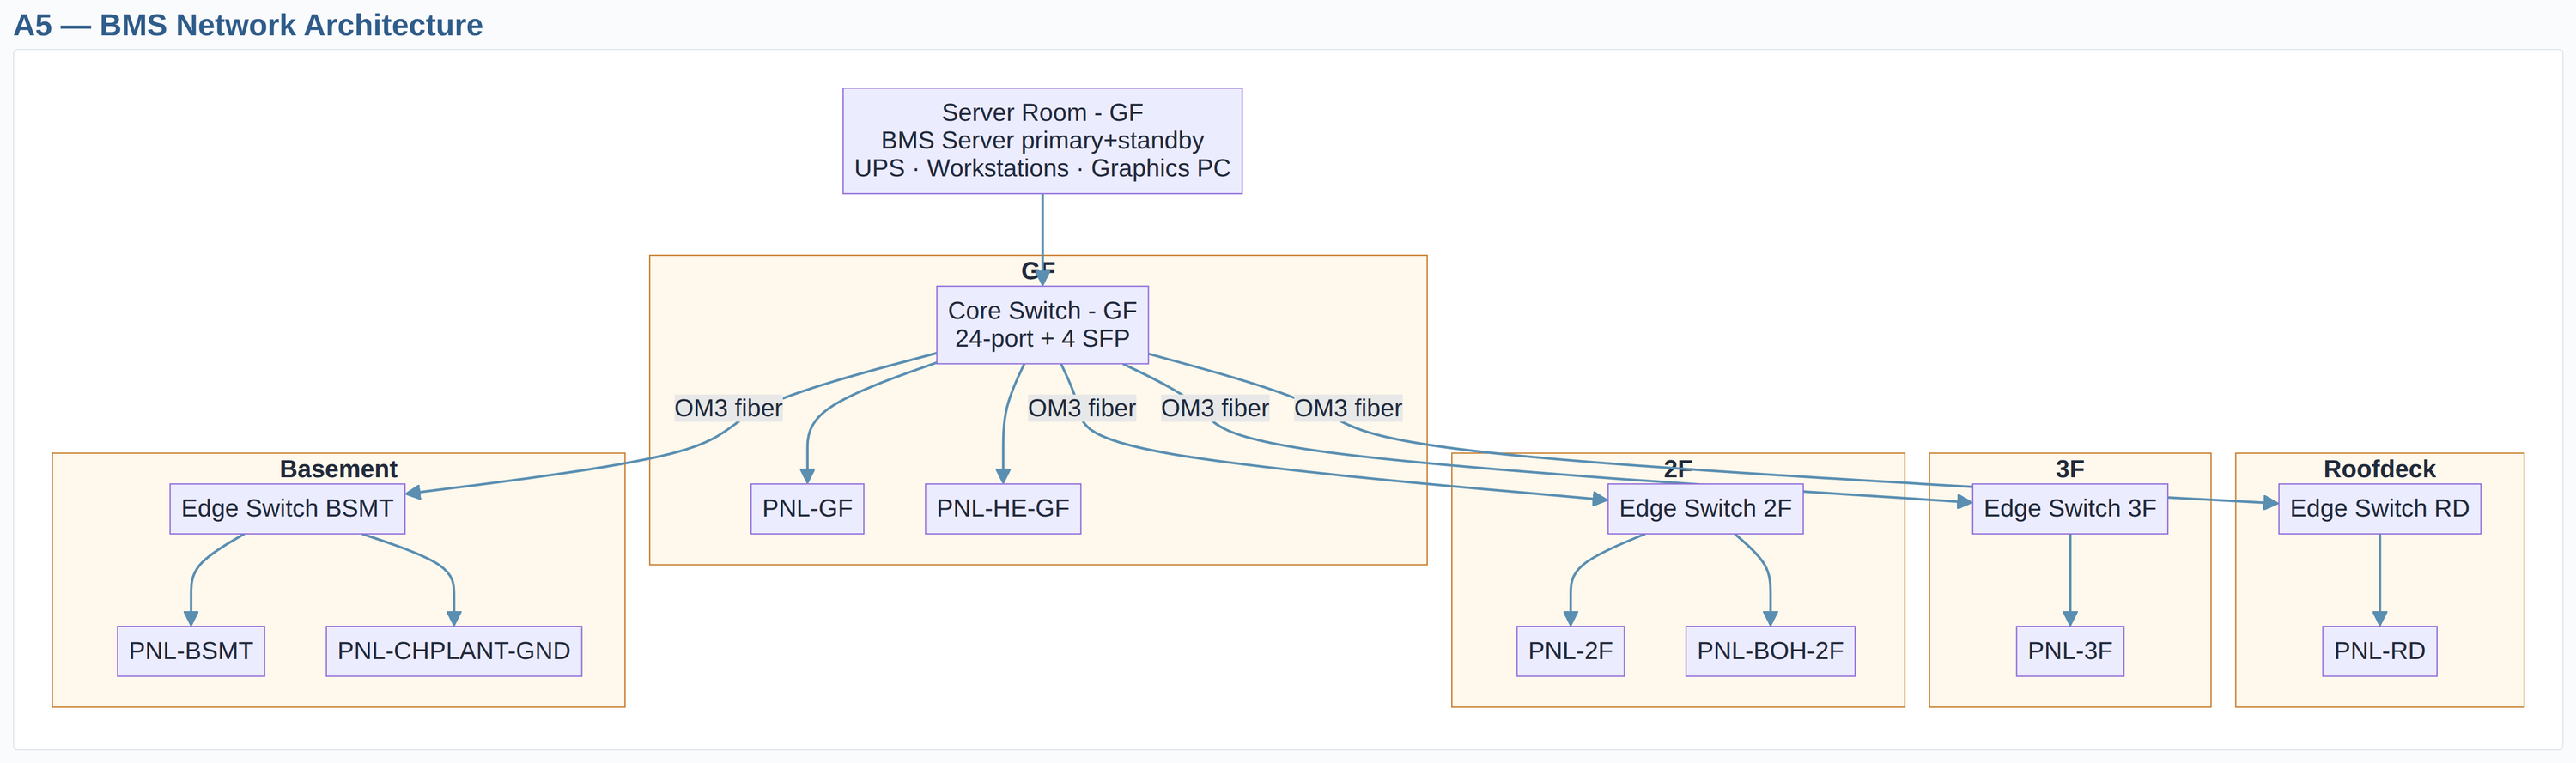 A5 — BMS Network Architecture
Server Room - GF
BMS Server primary+standby
UPS · Workstations · Graphics PC
GF
Core Switch - GF
24-port + 4 SFP
OM3 fiber
OM3 fiber
OM3 fiber
OM3 fiber
Basement
Edge Switch BSMT
PNL-BSMT
PNL-CHPLANT-GND
PNL-GF
PNL-HE-GF
2F
Edge Switch 2F
PNL-2F
PNL-BOH-2F
3F
Edge Switch 3F
PNL-3F
Roofdeck
Edge Switch RD
PNL-RD